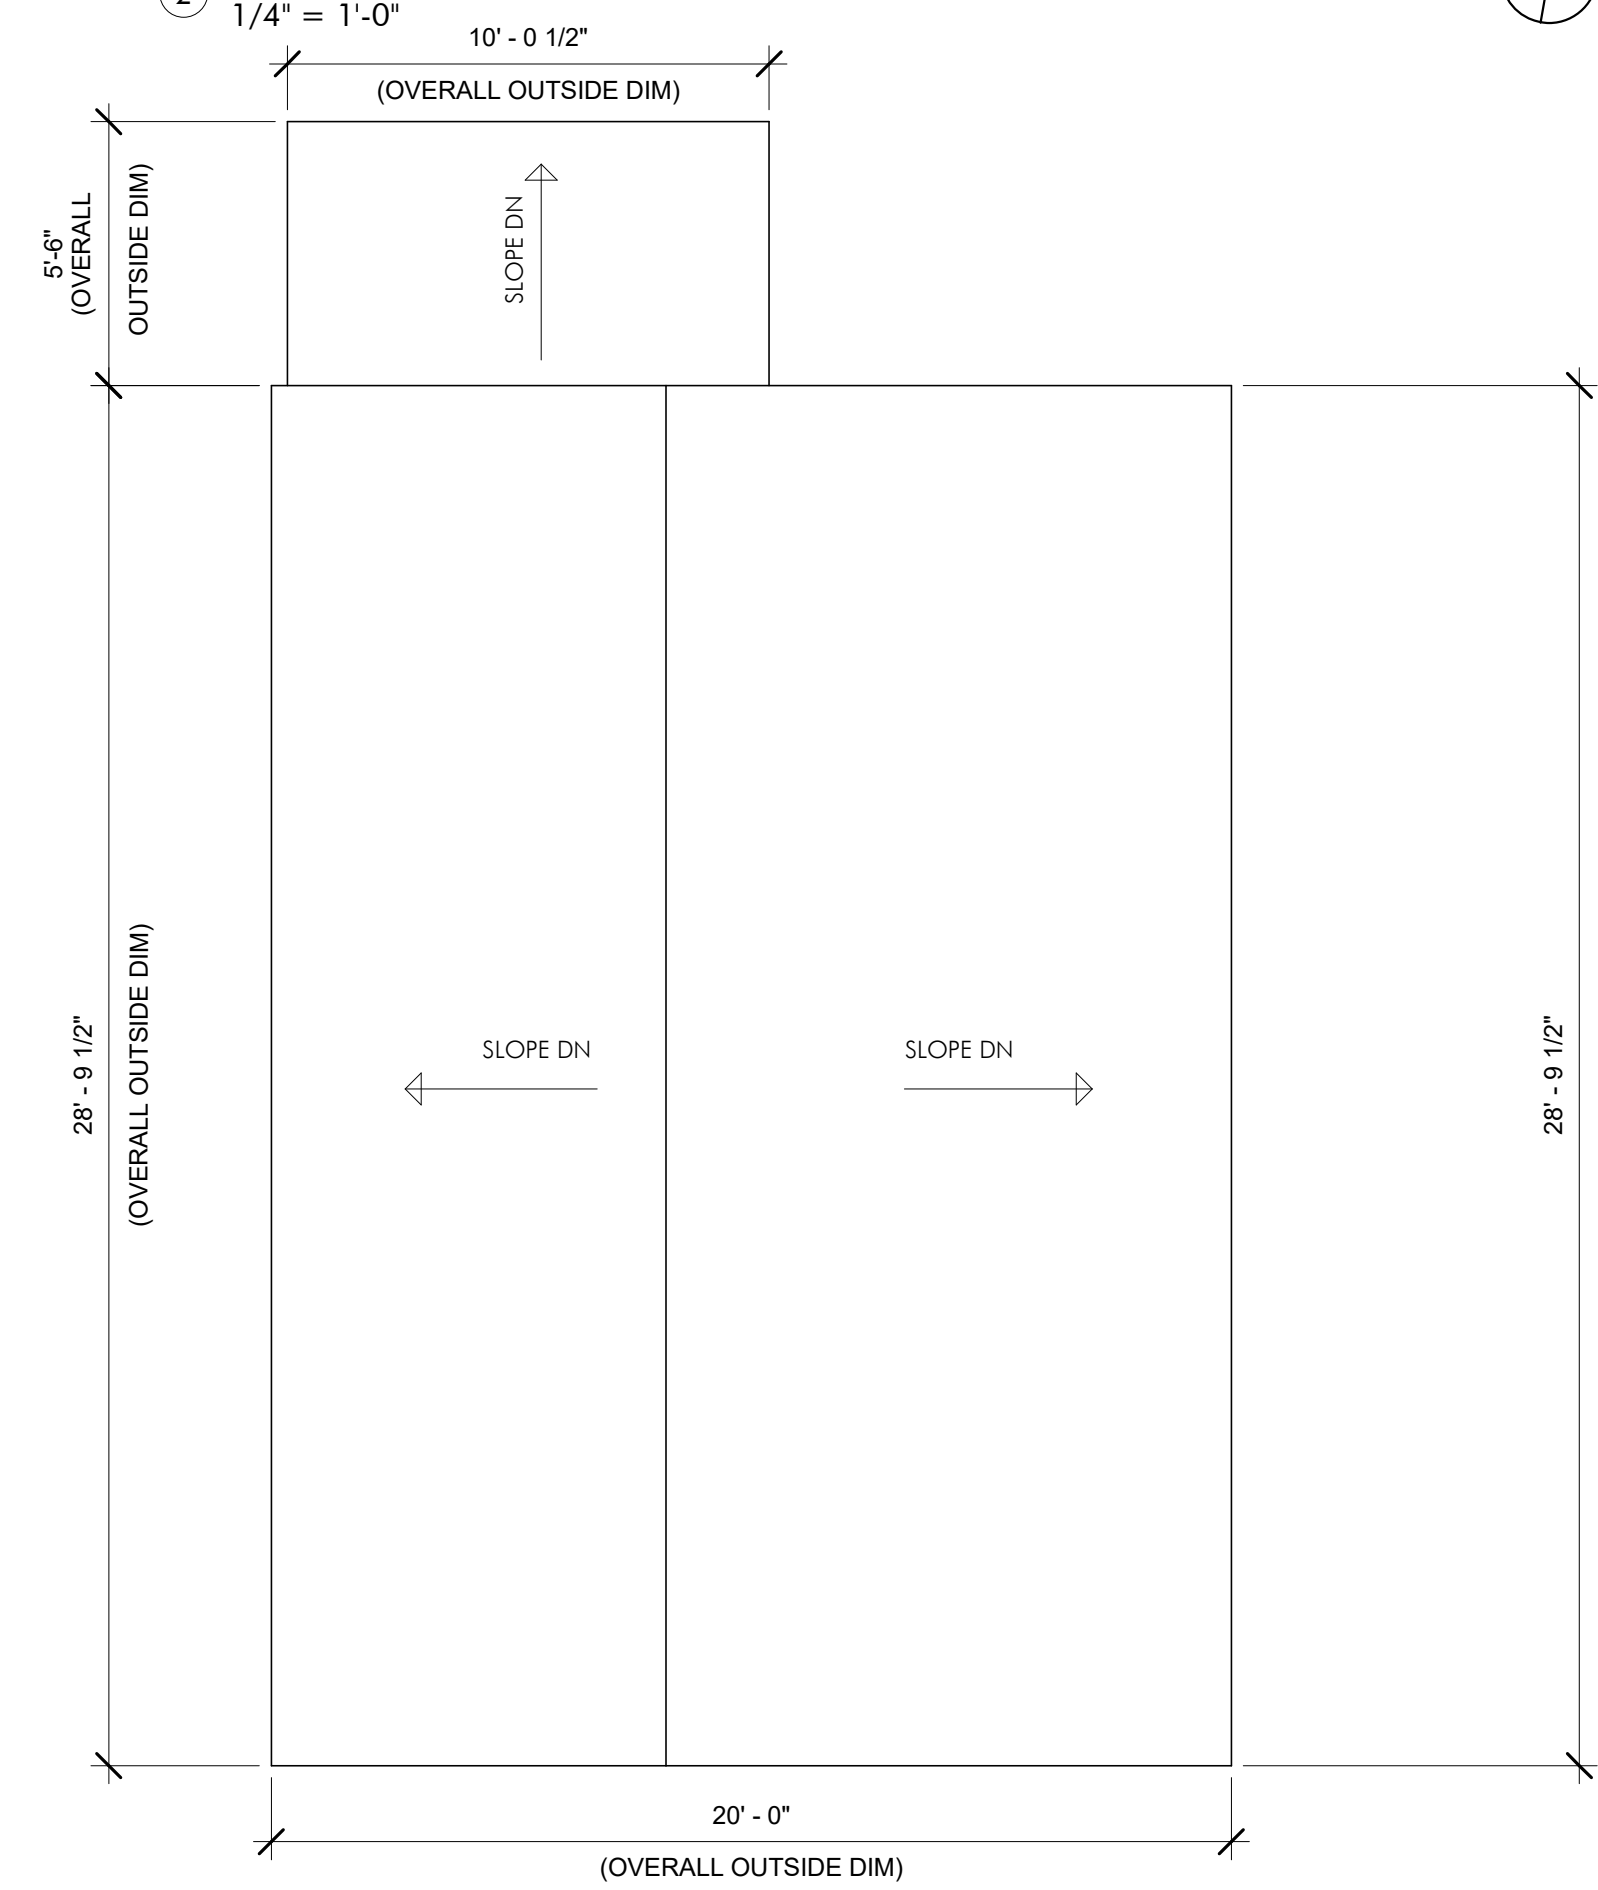 2
1/4" = 1'-0"
10' - 0 1/2"
(OVERALL OUTSIDE DIM)
5'-6"
(OVERALL
OUTSIDE DIM)
SLOPE DN
28' - 9 1/2"
(OVERALL OUTSIDE DIM)
SLOPE DN
SLOPE DN
28' - 9 1/2"
20' - 0"
(OVERALL OUTSIDE DIM)